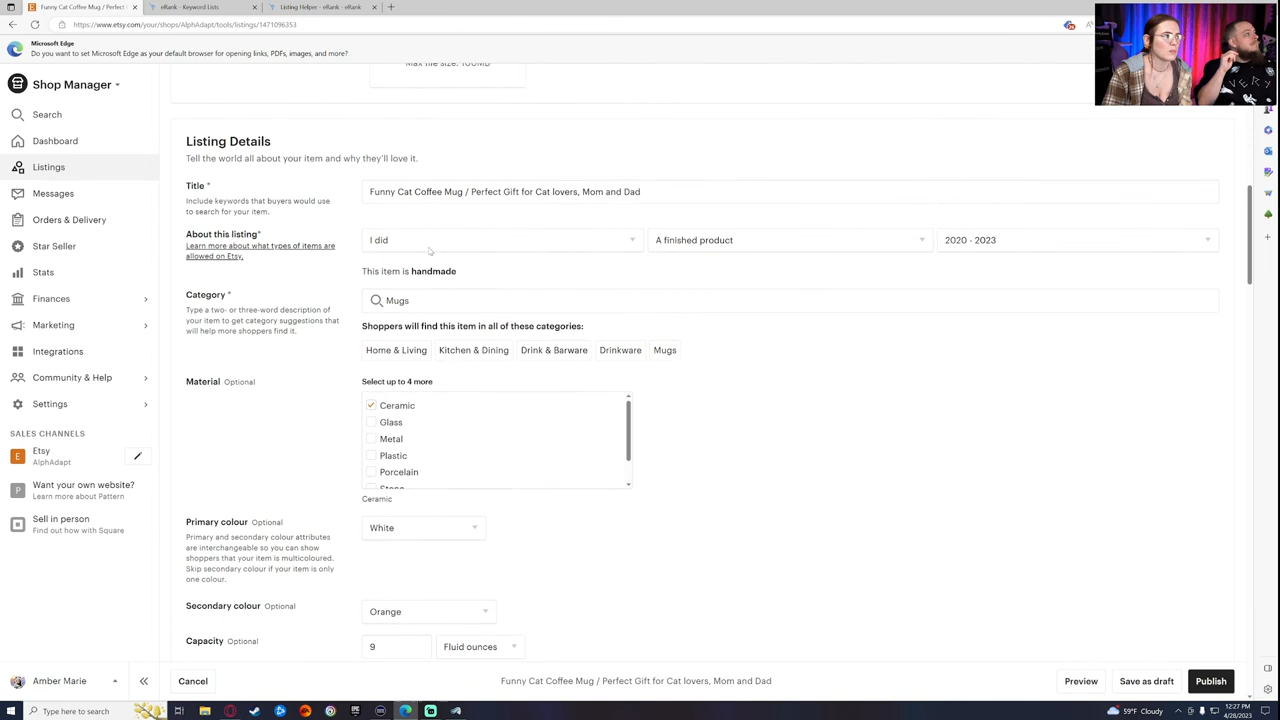 Funny Cat Coffee Mug / Perfect G
eRank - Keyword Lists
Listing Helper - eRank - eRank
https://www.etsy.com/your/shops/AlphAdapt/tools/listings/1471096353
Microsoft Edge
Do you want to set Microsoft Edge as your default browser for opening links, PDFs, images, and more?
VERY
Shop Manager
Search
Dashboard
Listings
Messages
Orders & Delivery
Star Seller
Stats
Finances
Marketing
Integrations
Community & Help
Settings
SALES CHANNELS
E
Etsy
AlphAdapt
P
Want your own website?
Learn more about Pattern
Sell in person
Find out how with Square
Amber Marie
Max file size: 100MB
Listing Details
Tell the world all about your item and why they'll love it.
Title *
Include keywords that buyers would
use to search for your item.
Funny Cat Coffee Mug / Perfect Gift for Cat lovers, Mom and Dad
About this listing*
Learn more about what types of items are
allowed on Etsy.
I did
A finished product
2020 - 2023
This item is handmade
Category *
Type a two- or three-word description of
your item to get category suggestions that
will help more shoppers find it.
Mugs
Shoppers will find this item in all of these categories:
Home & Living
Kitchen & Dining
Drink & Barware
Drinkware
Mugs
Material Optional
Select up to 4 more
Ceramic
Glass
Metal
Plastic
Porcelain
Stone
Ceramic
Primary colour Optional
Primary and secondary colour attributes
are interchangeable so you can show
shoppers that your item is multicoloured.
Skip secondary colour if your item is only
one colour.
White
Secondary colour Optional
Orange
Capacity Optional
9
Fluid ounces
Cancel
Funny Cat Coffee Mug / Perfect Gift for Cat lovers, Mom and Dad
Preview
Save as draft
Publish
Type here to search
59°F Cloudy
12:27 PM
4/28/2023